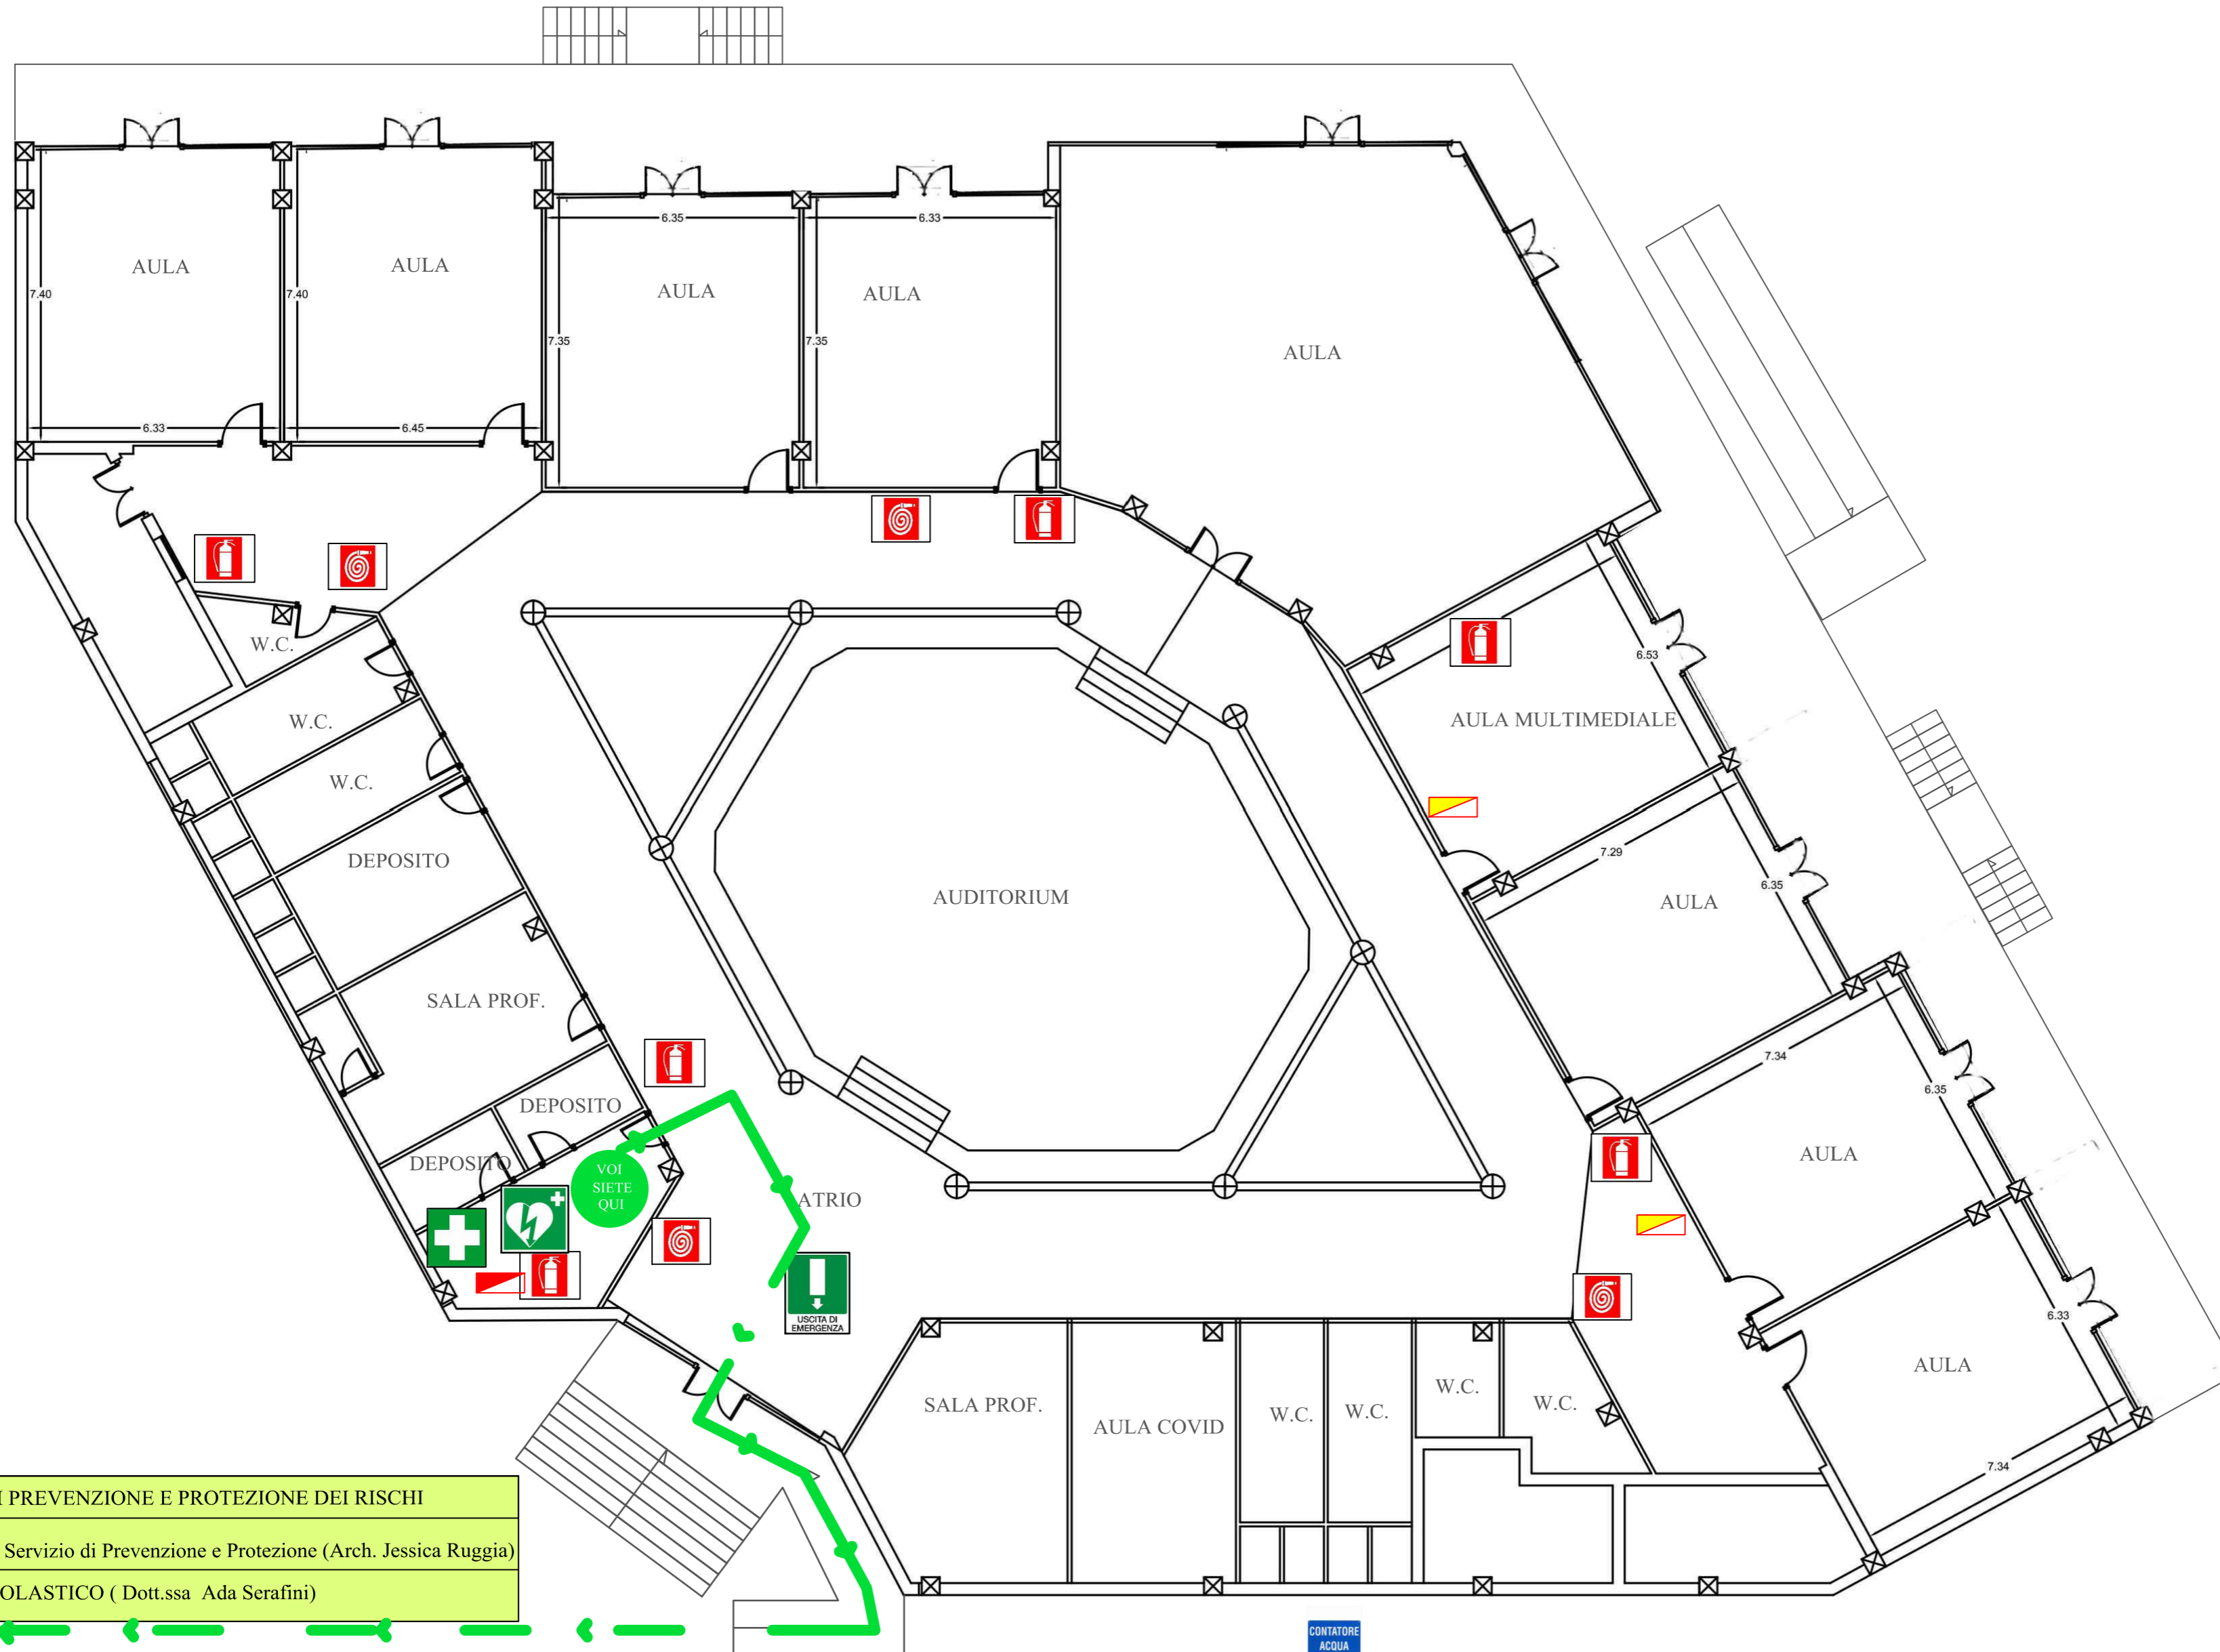 6.35
6.33
AULA
AULA
AULA
AULA
7.40
7.40
7.35
7.35
AULA
6.33
6.45
W.C.
6.53
W.C.
AULA MULTIMEDIALE
W.C.
DEPOSITO
7.29
6.35
AUDITORIUM
AULA
SALA PROF.
7.34
6.35
DEPOSITO
DEPOSITO
AULA
VOI
SIETE
QUI
ATRIO
USCITA DI
EMERGENZA
6.33
AULA
SALA PROF.
AULA COVID
W.C.
W.C.
W.C.
W.C.
7.34
I PREVENZIONE E PROTEZIONE DEI RISCHI
Servizio di Prevenzione e Protezione (Arch. Jessica Ruggia)
OLASTICO ( Dott.ssa Ada Serafini)
CONTATORE
ACQUA